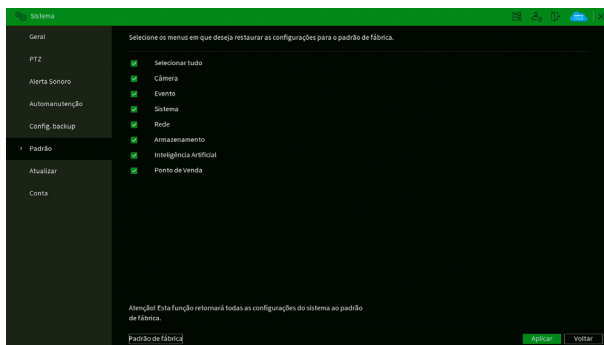 Sistema
Geral
PTZ
Alerta Sonoro
Automanutenção
Config. backup
Padrão
Atualizar
Conta
Selecione os menus em que deseja restaurar as configurações para o padrão de fábrica.
Selecionar tudo
Câmera
Evento
Sistema
Rede
Armazenamento
Inteligência Artificial
Ponto de Venda
Atenção! Esta função retornará todas as configurações do sistema ao padrão
de fábrica.
Padrão de fábrica
Aplicar
Voltar